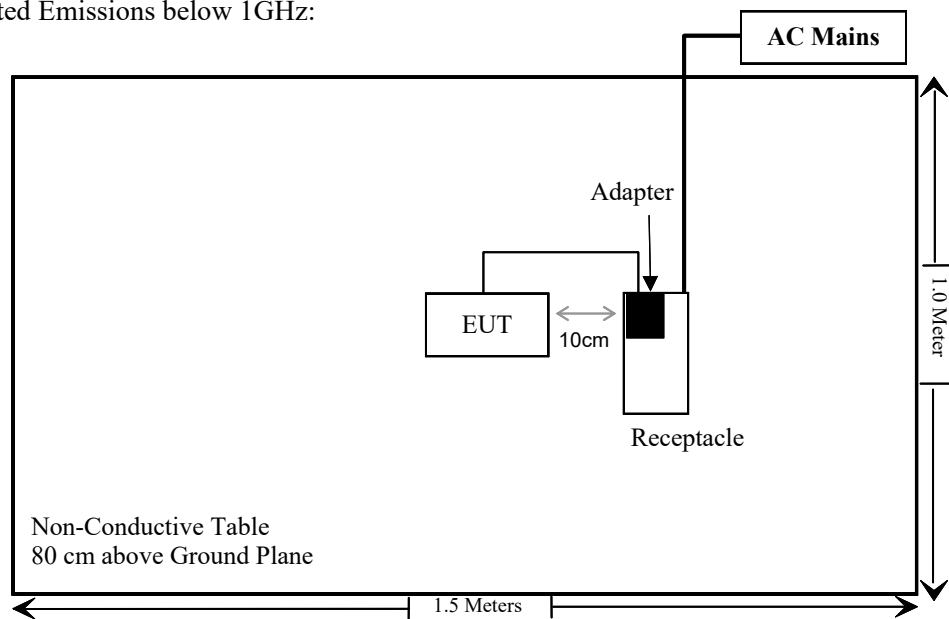 ted Emissions below 1GHz:
AC Mains
Adapter
EUT
10cm
1.0 Meter
Receptacle
Non-Conductive Table
80 cm above Ground Plane
1.5 Meters